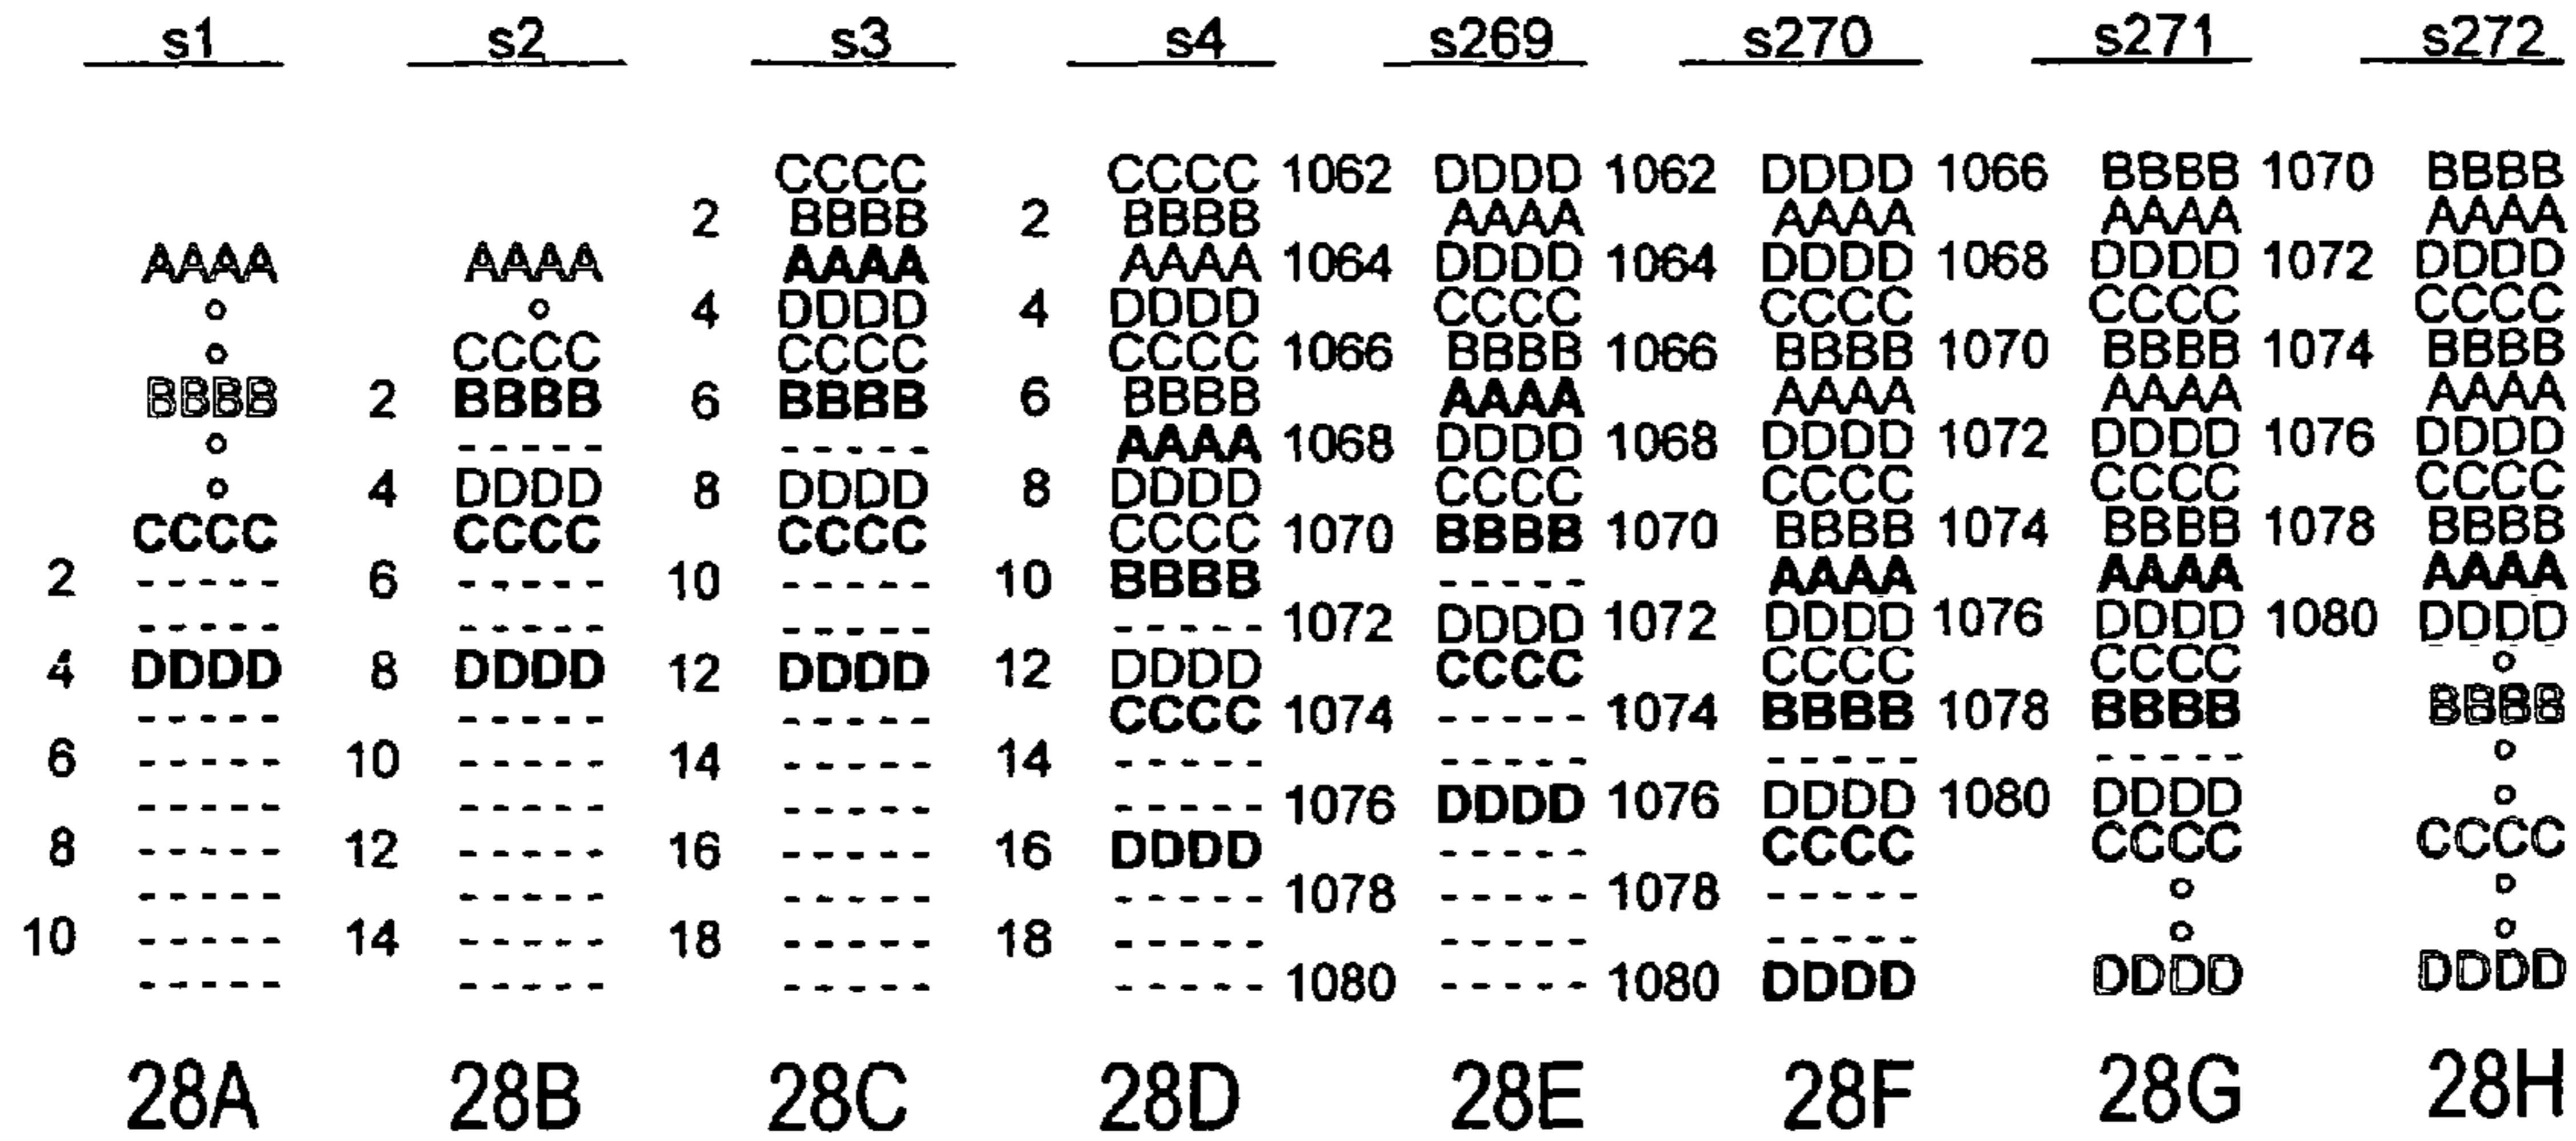 s1 s2 s3 s4 s269 s270 s271 s272
CCCC CCCC 1062 DDDD 1062 DDDD 1066 BBBB 1070 BBBB
2 BBBB 2 BBBB AAAA AAAA AAAA AAAA
AAAA AAAA AAAA AAAA 1064 DDDD 1064 DDDD 1068 DDDD 1072 DDDD
o o 4 DDDD 4 DDDD CCCC CCCC CCCC CCCC
o CCCC CCCC CCCC 1066 BBBB 1066 BBBB 1070 BBBB 1074 BBBB
BBBB 2 BBBB 6 BBBB 6 BBBB AAAA AAAA AAAA AAAA
o ----- ----- AAAA 1068 DDDD 1068 DDDD 1072 DDDD 1076 DDDD
o 4 DDDD 8 DDDD 8 DDDD CCCC CCCC CCCC CCCC
CCCC CCCC CCCC CCCC 1070 BBBB 1070 BBBB 1074 BBBB 1078 BBBB
2 ----- 6 ----- 10 ----- 10 BBBB ----- AAAA AAAA AAAA
----- ----- ----- ----- 1072 DDDD 1072 DDDD 1076 DDDD 1080 DDDD
4 DDDD 8 DDDD 12 DDDD 12 DDDD CCCC CCCC CCCC o
----- ----- ----- CCCC 1074 ----- 1074 BBBB 1078 BBBB BBBB
6 ----- 10 ----- 14 ----- 14 ----- ----- ----- o
----- ----- ----- ----- 1076 DDDD 1076 DDDD 1080 DDDD o
8 ----- 12 ----- 16 ----- 16 DDDD ----- CCCC CCCC CCCC
----- ----- ----- ----- 1078 ----- 1078 ----- o o
10 ----- 14 ----- 18 ----- 18 ----- ----- ----- o o
----- ----- ----- ----- 1080 ----- 1080 DDDD DDDD DDDD
28A 28B 28C 28D 28E 28F 28G 28H